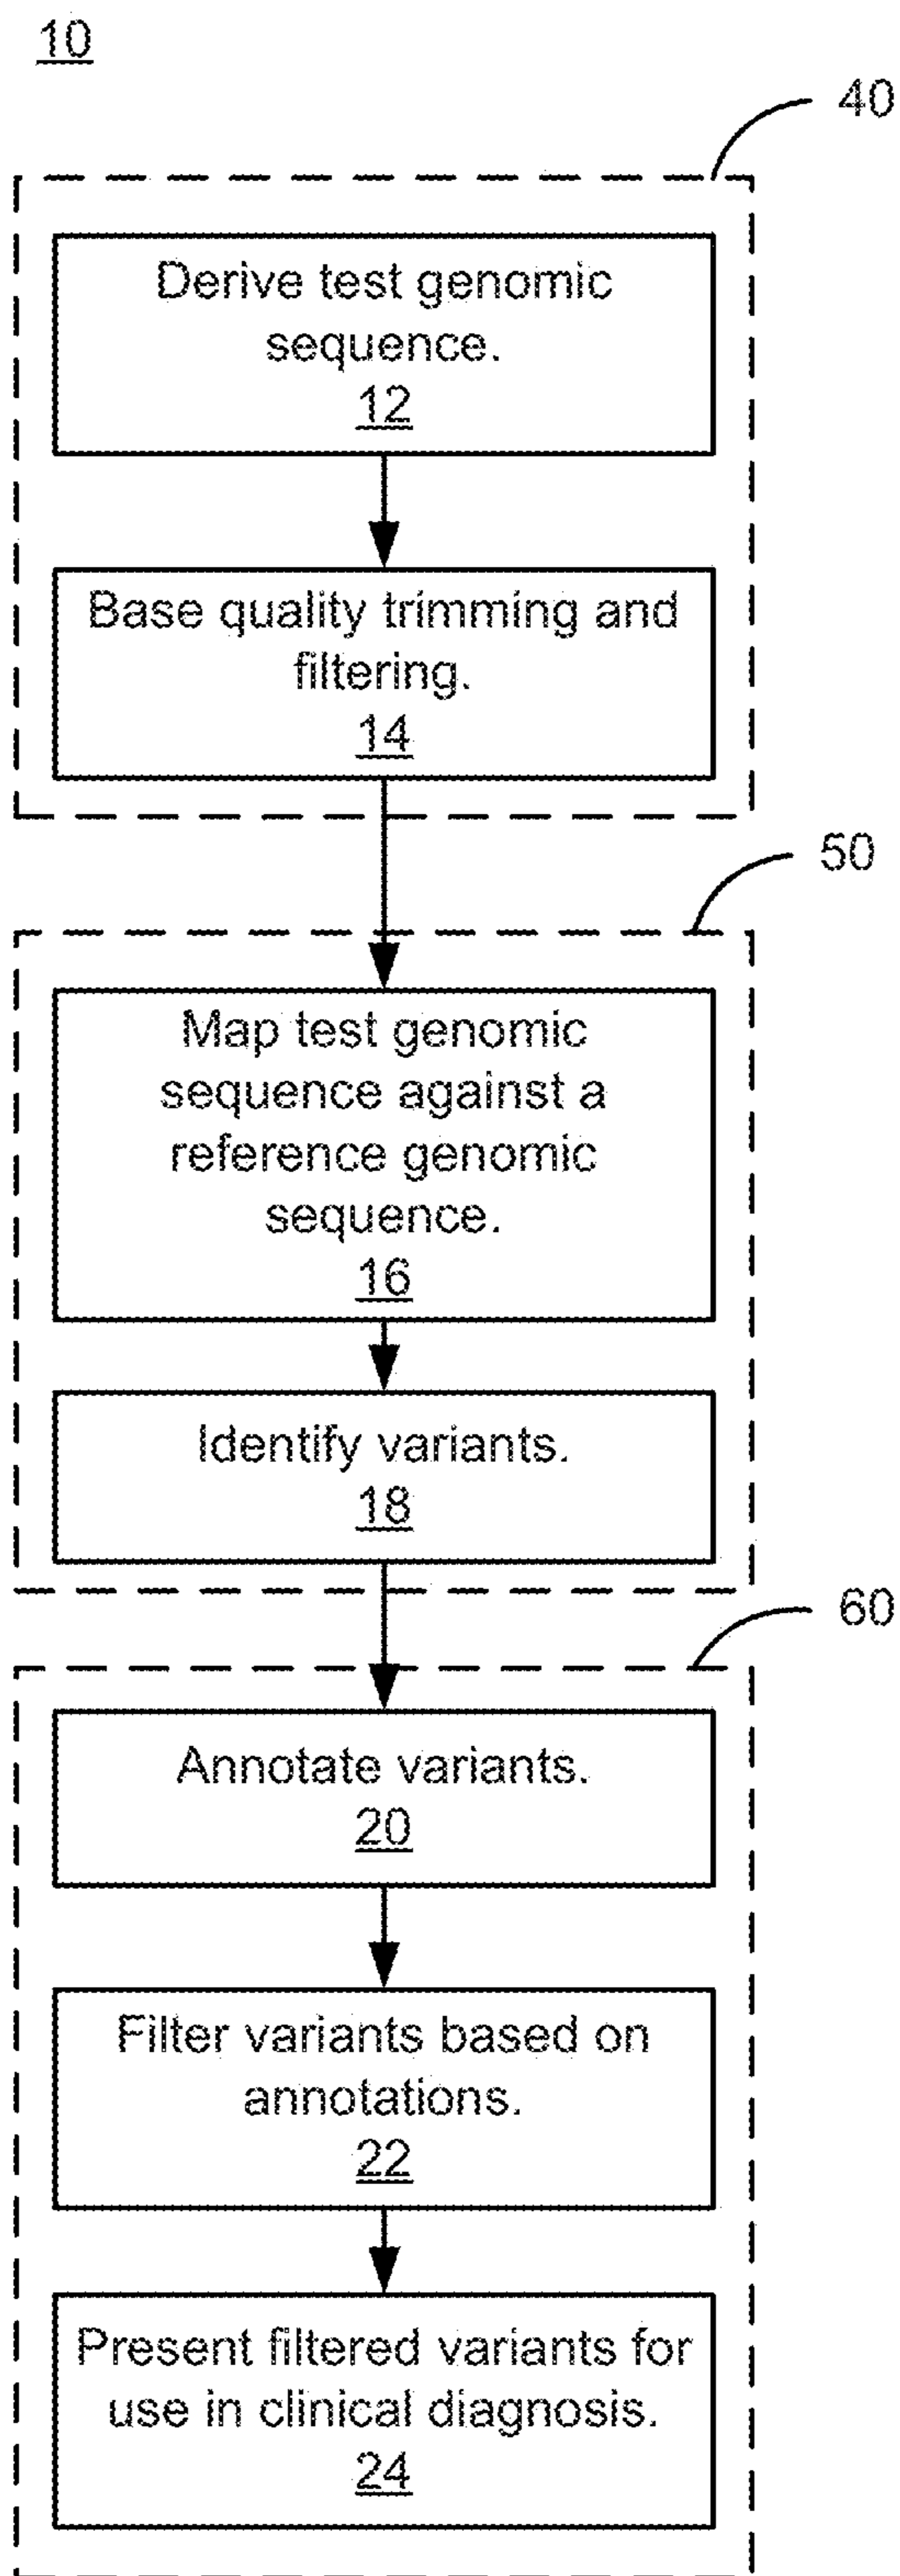 10
40
Derive test genomic
sequence.
12
Base quality trimming and
filtering.
14
50
Map test genomic
sequence against a
reference genomic
sequence.
16
Identify variants.
18
60
Annotate variants.
20
Filter variants based on
annotations.
22
Present filtered variants for
use in clinical diagnosis.
24